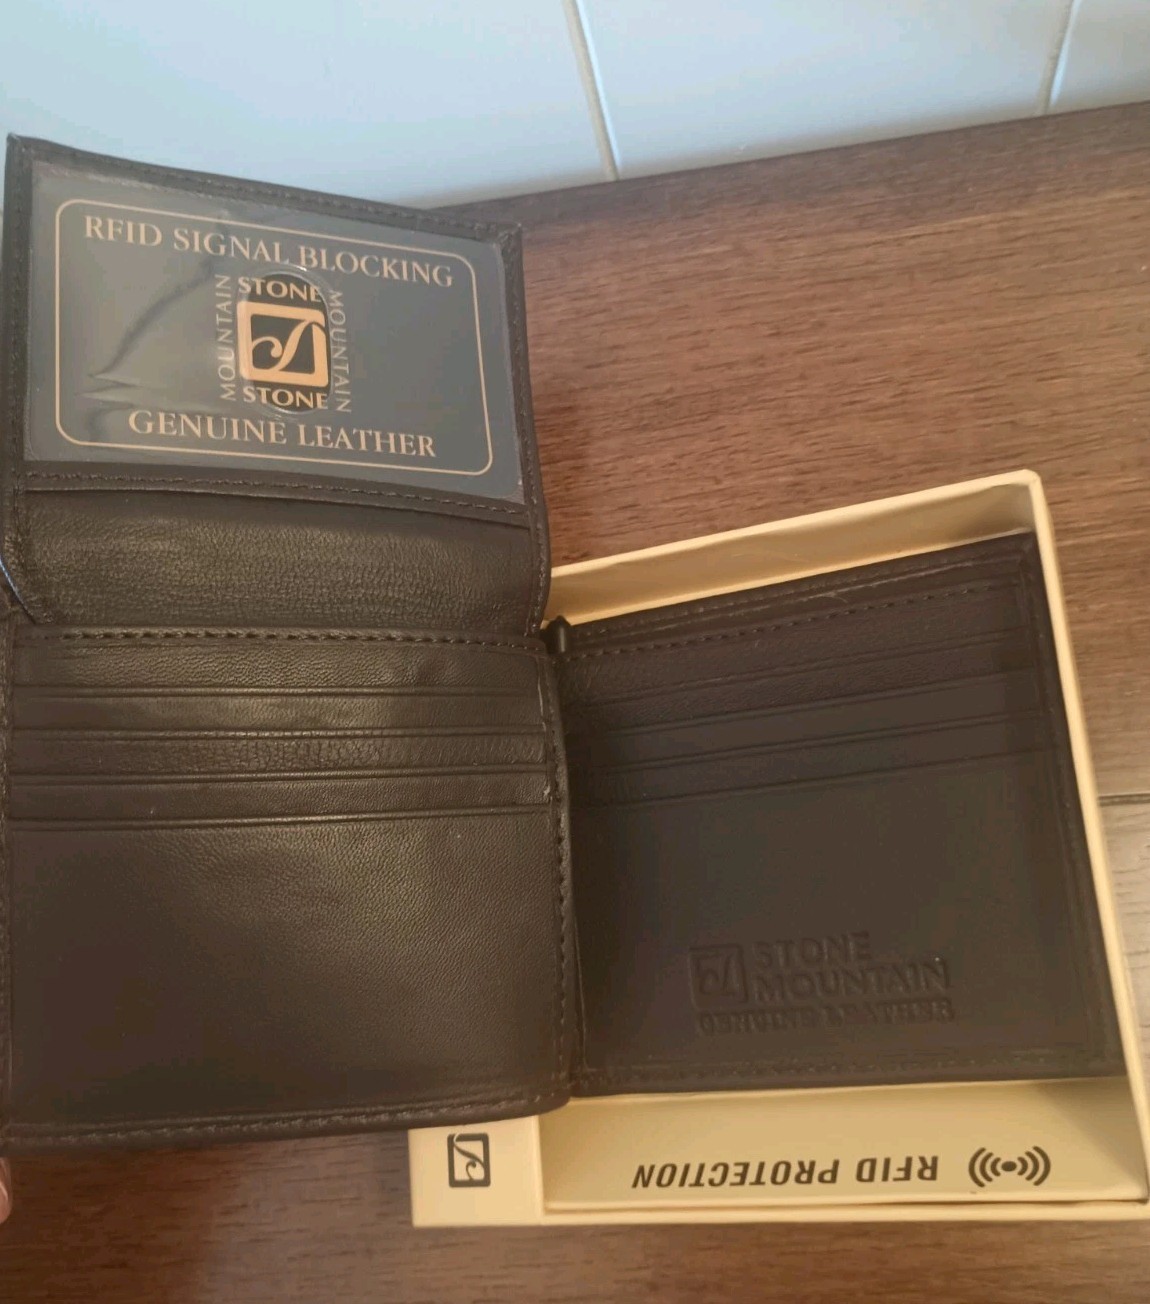 RFID SIGNAL BLOCKING
STONE
MOUNTAIN
MOUNTAIN
STONE
GENUINE LEATHER
STONE
MOUNTAIN
GENUINE LEATHER
RFID PROTECTION